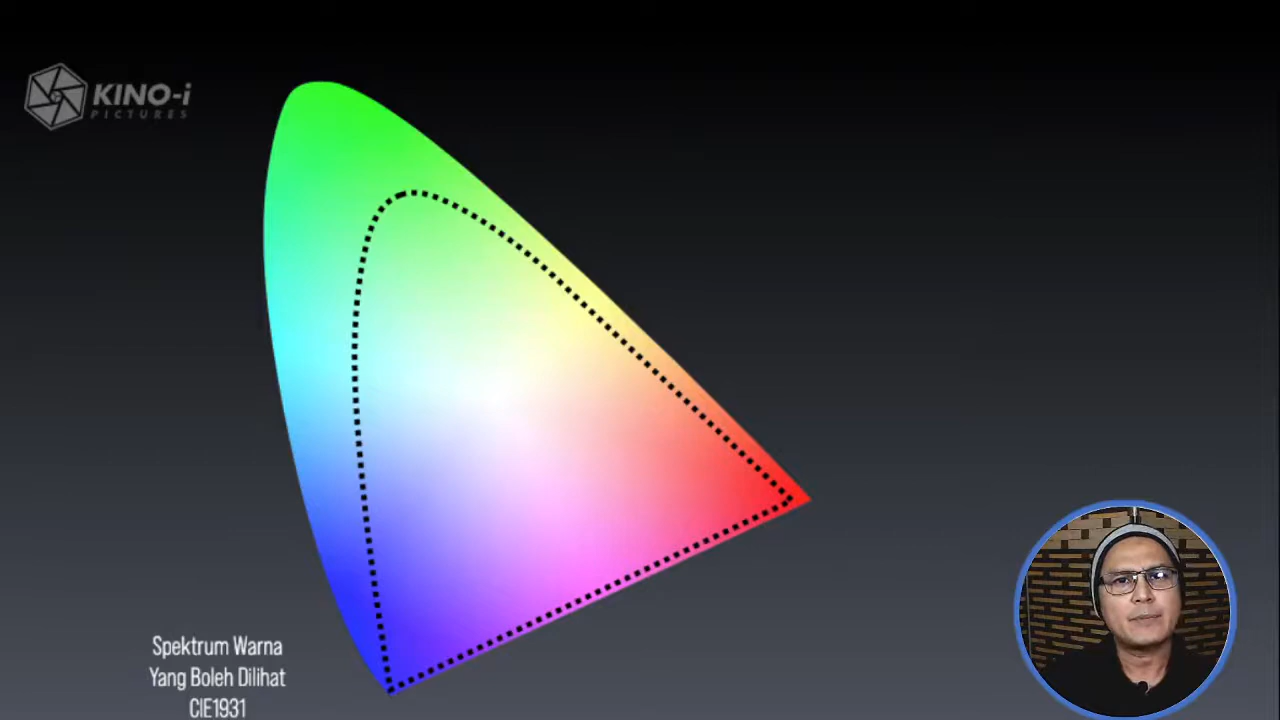 KINO-i
PICTURES
Spektrum Warna
Yang Boleh Dilihat
CIE1931